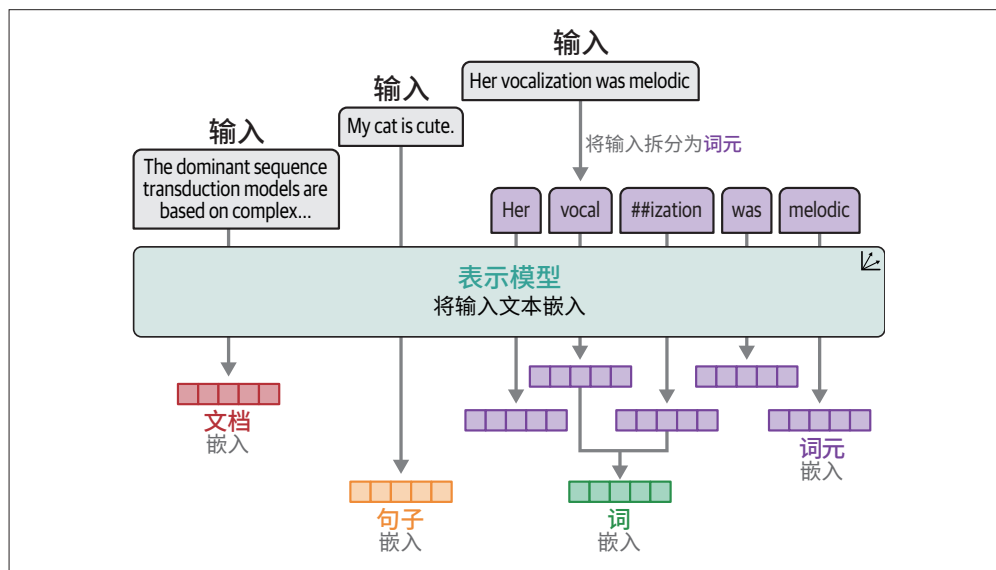 输入
Her vocalization was melodic
输入
My cat is cute.
将输入拆分为词元
输入
The dominant sequence
transduction models are
based on complex...
Her
vocal
##ization
was
melodic
表示模型
将输入文本嵌入
文档
嵌入
词元
嵌入
句子
嵌入
词
嵌入